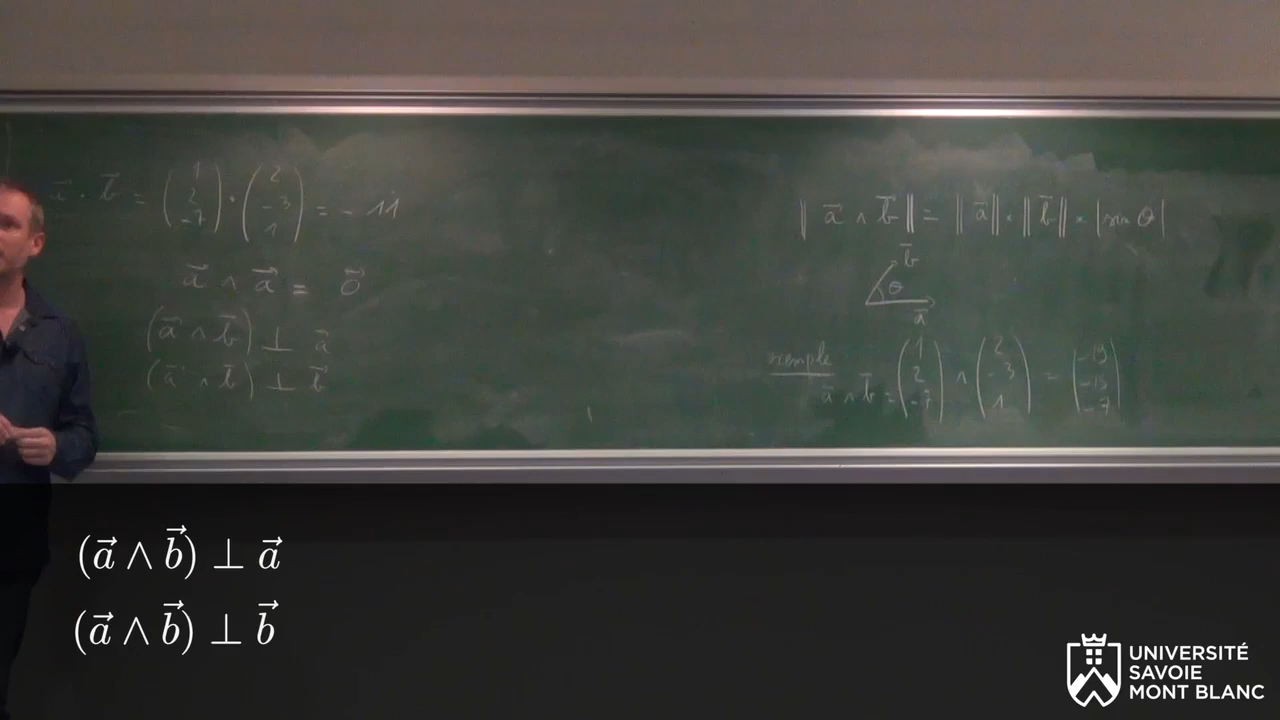 a⃗ · b⃗ = (1 2 -7) · (2 -3 1) = - 11
a⃗ ∧ a⃗ = 0⃗
(a⃗ ∧ b⃗) ⊥ a⃗
(a⃗ ∧ b⃗) ⊥ b⃗
‖ a⃗ ∧ b⃗ ‖ = ‖ a⃗ ‖ · ‖ b⃗ ‖ · | sin θ |
b⃗
θ
a⃗
exemple
a⃗ ∧ b⃗ = (1 2 -7) ∧ (2 -3 1) = (-19 -15 -7)
(a⃗ ∧ b⃗) ⊥ a⃗
(a⃗ ∧ b⃗) ⊥ b⃗
UNIVERSITÉ
SAVOIE
MONT BLANC